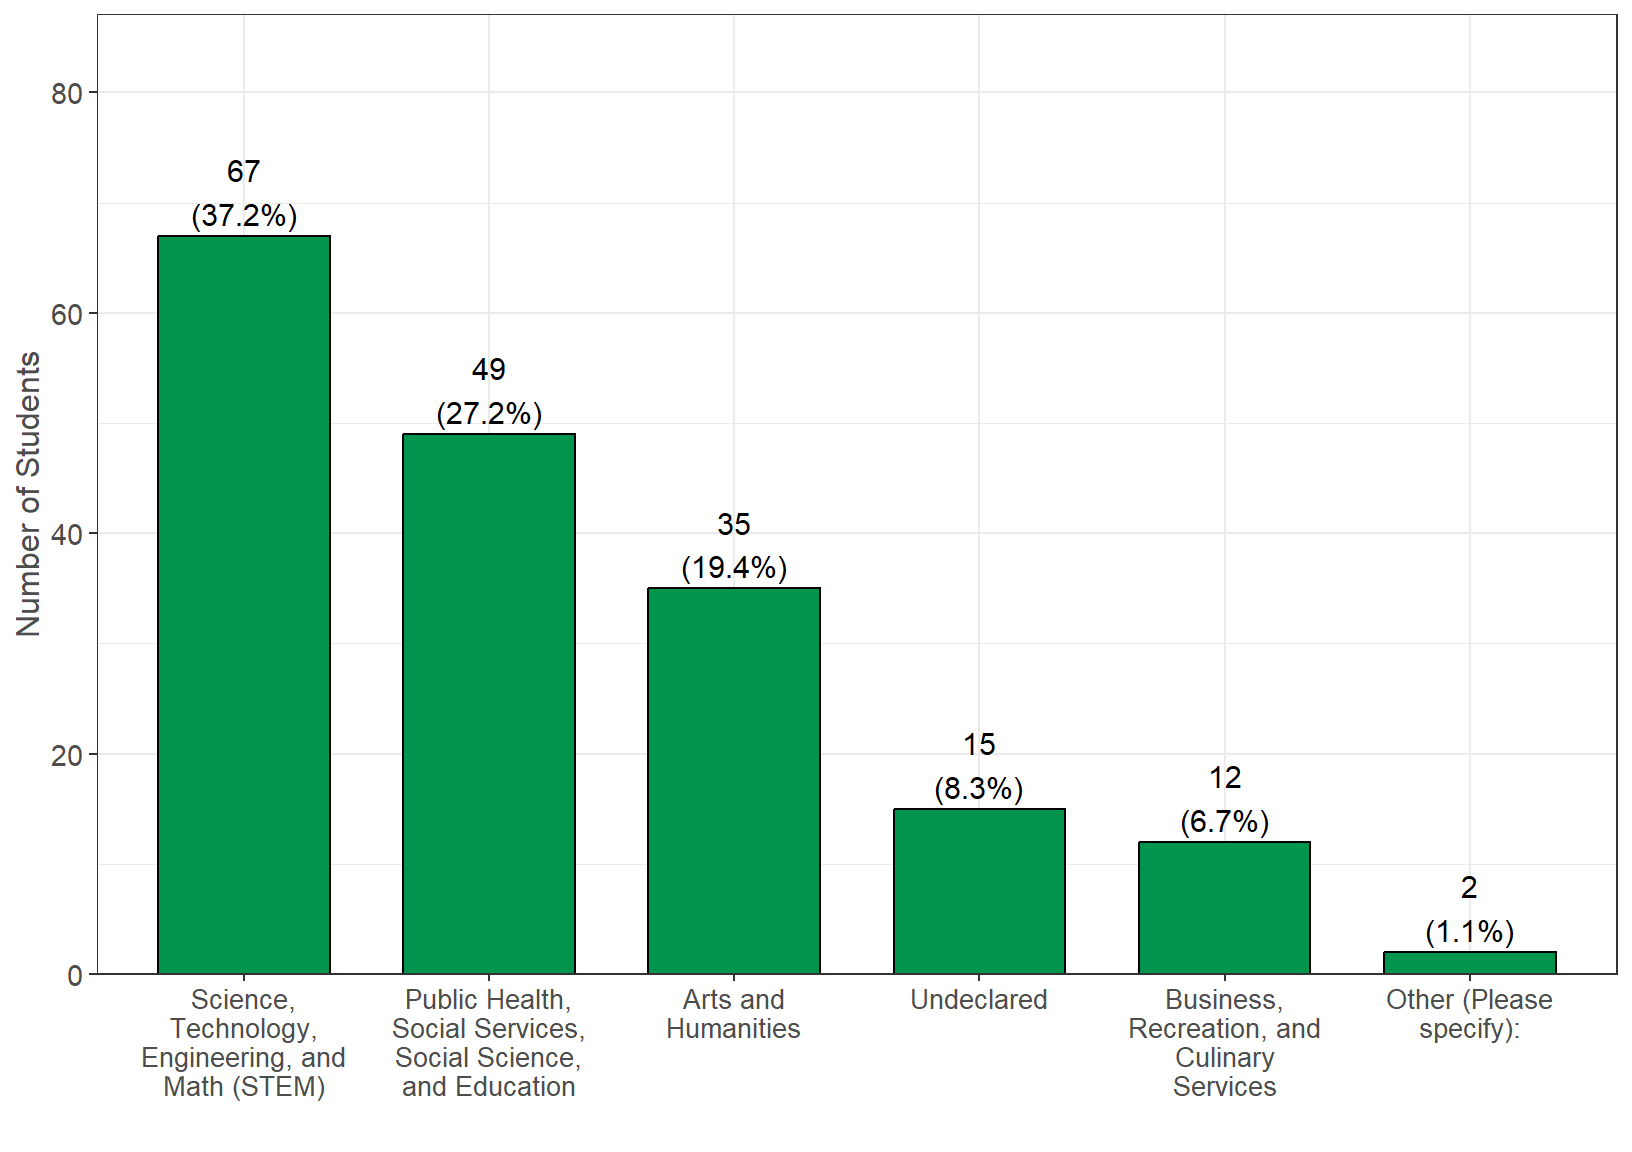 Number of Students
80
60
40
20
0
67
(37.2%)
49
(27.2%)
35
(19.4%)
15
(8.3%)
12
(6.7%)
2
(1.1%)
Science,
Technology,
Engineering, and
Math (STEM)
Public Health,
Social Services,
Social Science,
and Education
Arts and
Humanities
Undeclared
Business,
Recreation, and
Culinary
Services
Other (Please
specify):